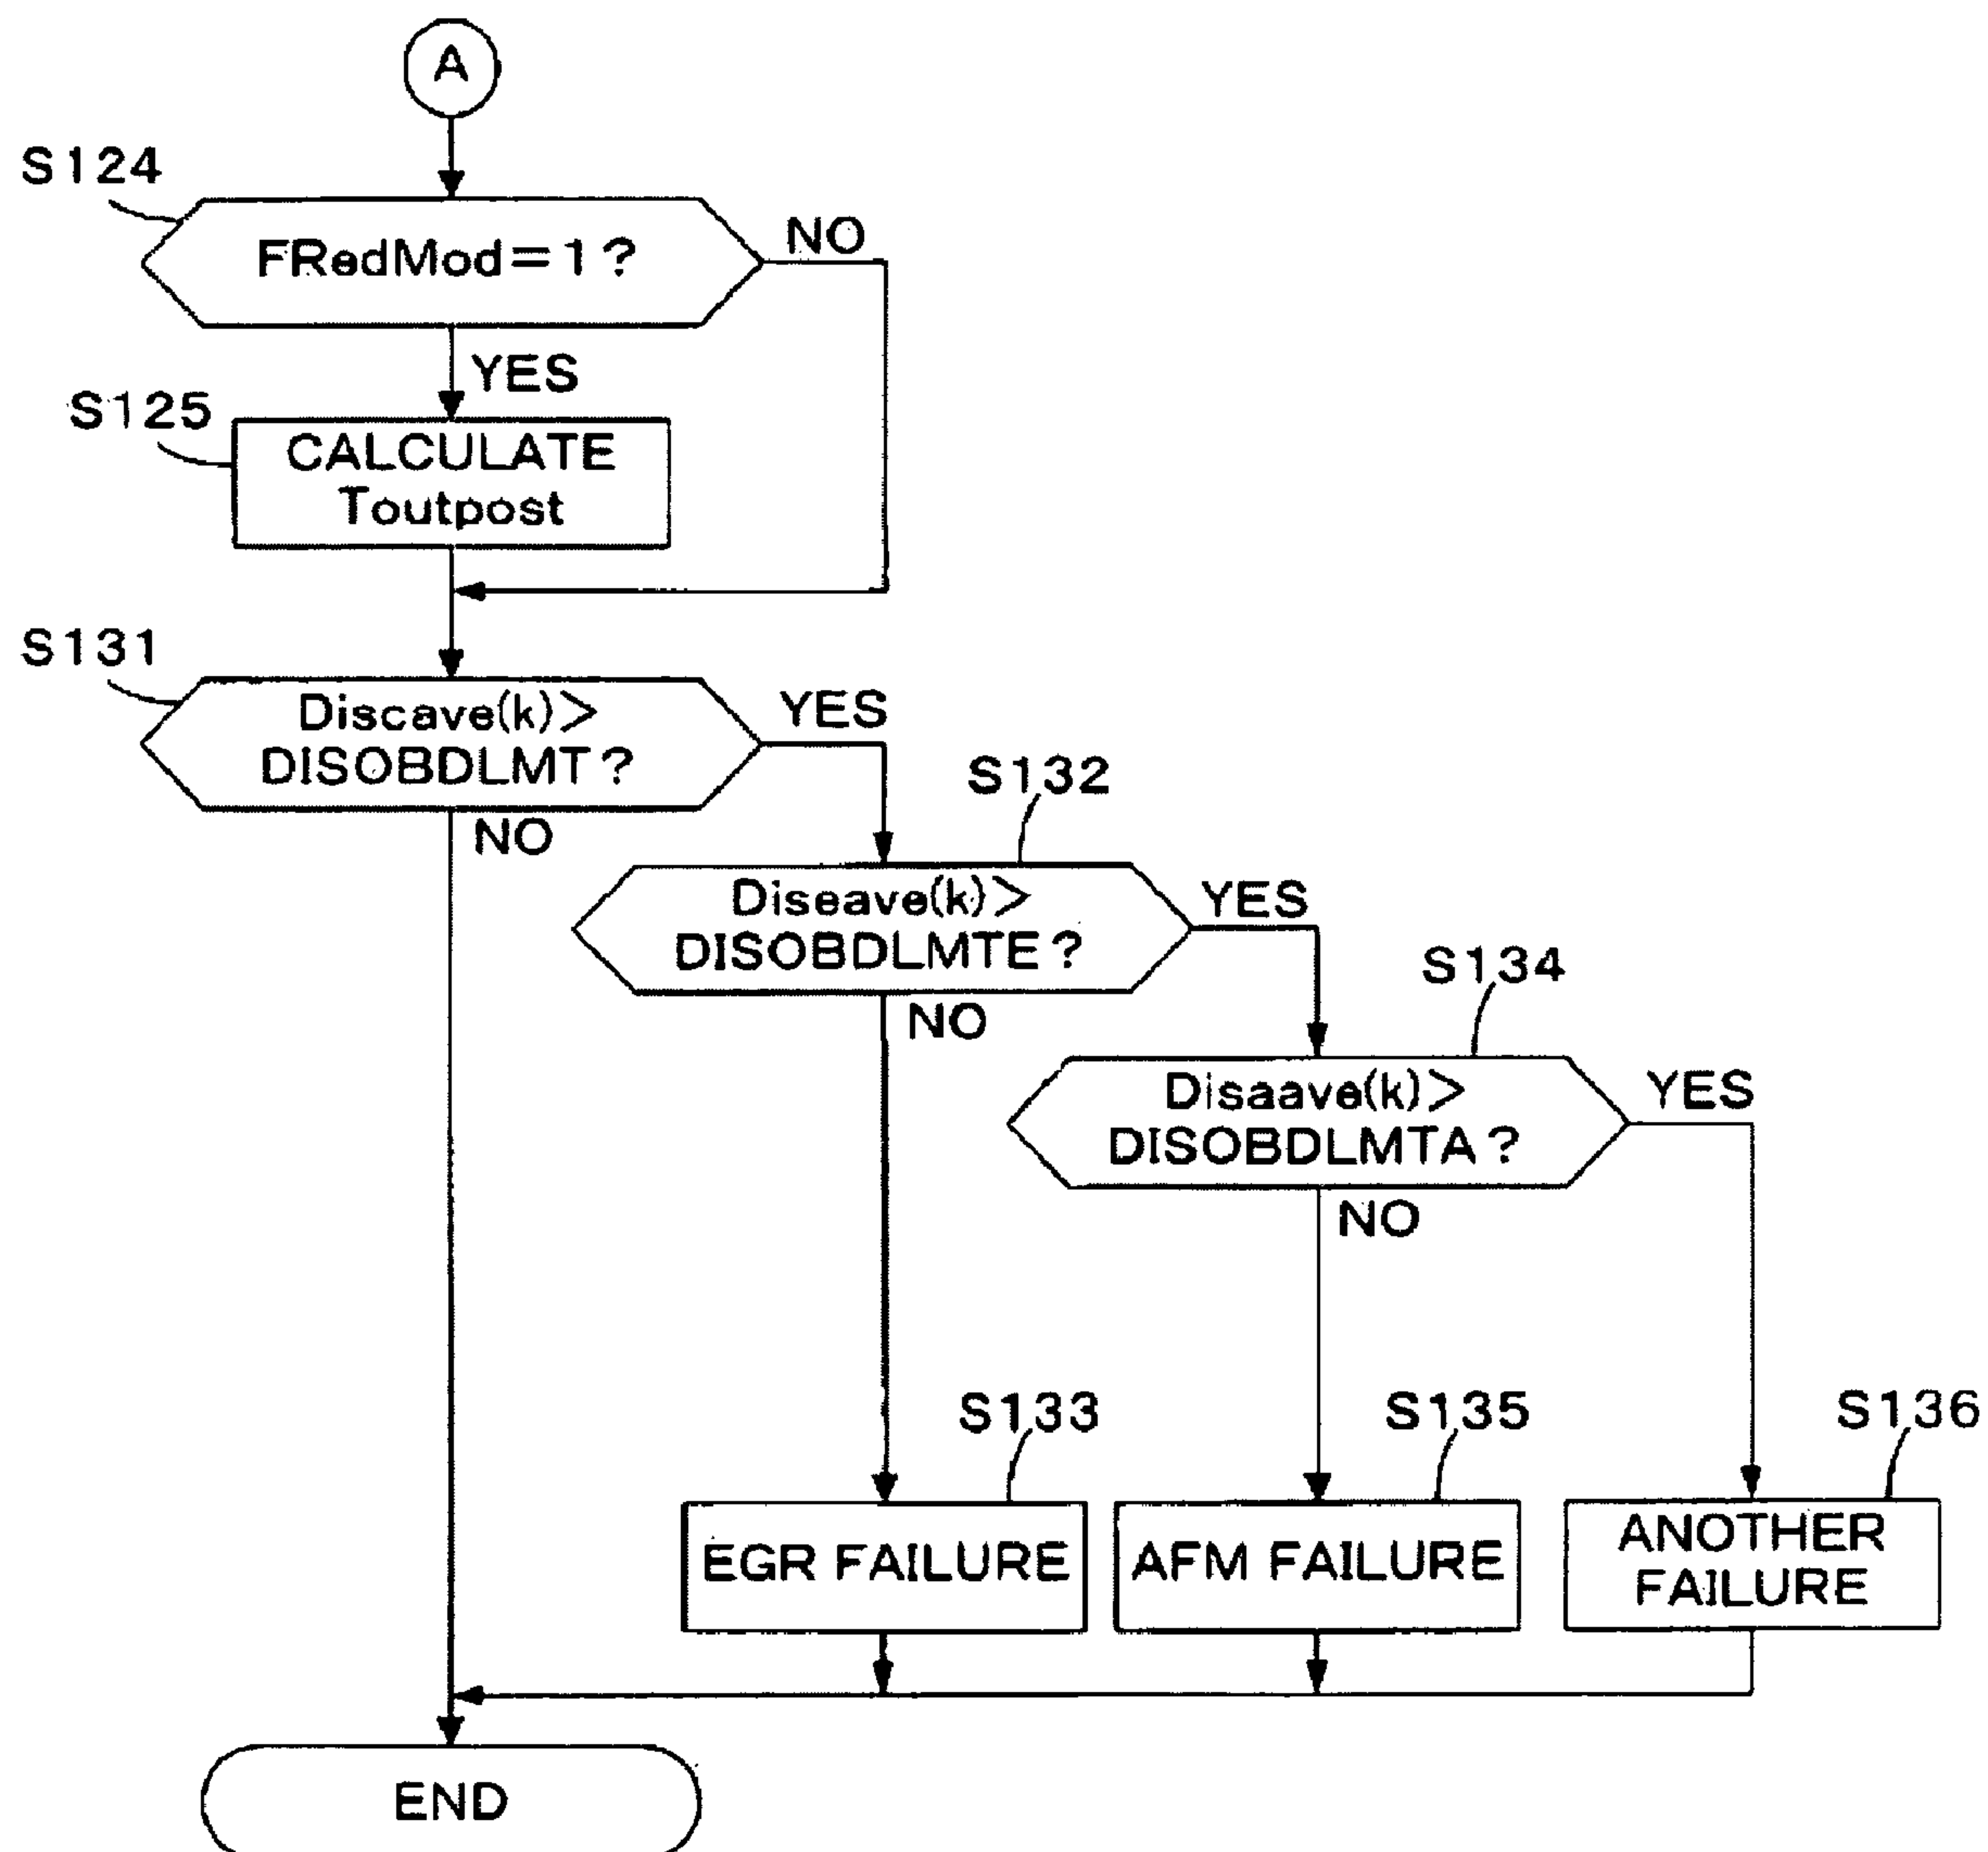 A
S124
FRedMod=1?
NO
YES
S125
CALCULATE
Toutpost
S131
Discave(k)>
DISOBDLMT?
YES
NO
S132
Diseave(k)>
DISOBDLMTE?
YES
NO
S134
Disaave(k)>
DISOBDLMTA?
YES
NO
S133
EGR FAILURE
S135
AFM FAILURE
S136
ANOTHER
FAILURE
END